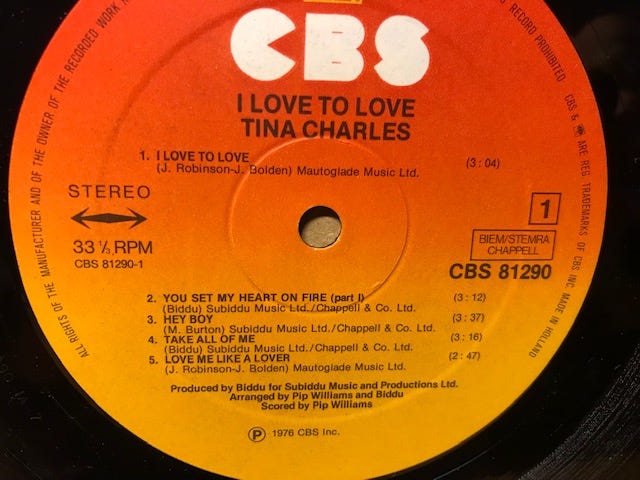 CBS
I LOVE TO LOVE
TINA CHARLES
1. I LOVE TO LOVE (3:04)
(J. Robinson-J. Bolden) Mautoglade Music Ltd.
STEREO
33 1/3 RPM
CBS 81290-1
1
BIEM/STEMRA
CHAPPELL
CBS 81290
2. YOU SET MY HEART ON FIRE (part I) (3:12)
(Biddu) Subiddu Music Ltd./Chappell & Co. Ltd.
3. HEY BOY (3:37)
(M. Burton) Subiddu Music Ltd./Chappell & Co. Ltd.
4. TAKE ALL OF ME (3:16)
(Biddu) Subiddu Music Ltd./Chappell & Co. Ltd.
5. LOVE ME LIKE A LOVER (2:47)
(J. Robinson-J. Bolden) Mautoglade Music Ltd.
Produced by Biddu for Subiddu Music and Productions Ltd.
Arranged by Pip Williams and Biddu
Scored by Pip Williams
℗ 1976 CBS Inc.
ALL RIGHTS OF THE MANUFACTURER AND OF THE OWNER OF THE RECORDED WORK
RECORD PROHIBITED CBS & ARE REG. TRADEMARKS OF CBS INC. MADE IN HOLLAND